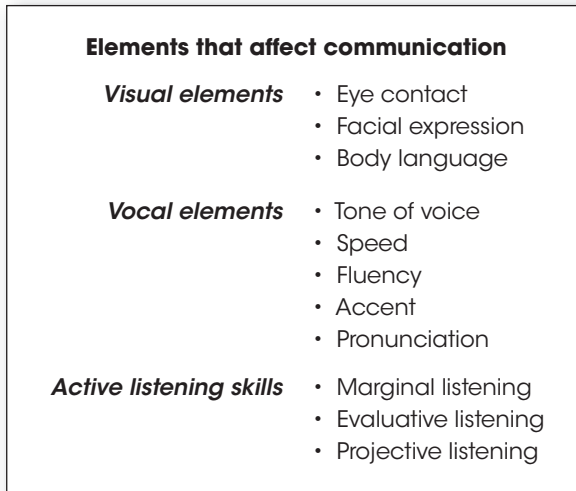 Elements that affect communication
Visual elements • Eye contact
• Facial expression
• Body language
Vocal elements • Tone of voice
• Speed
• Fluency
• Accent
• Pronunciation
Active listening skills • Marginal listening
• Evaluative listening
• Projective listening